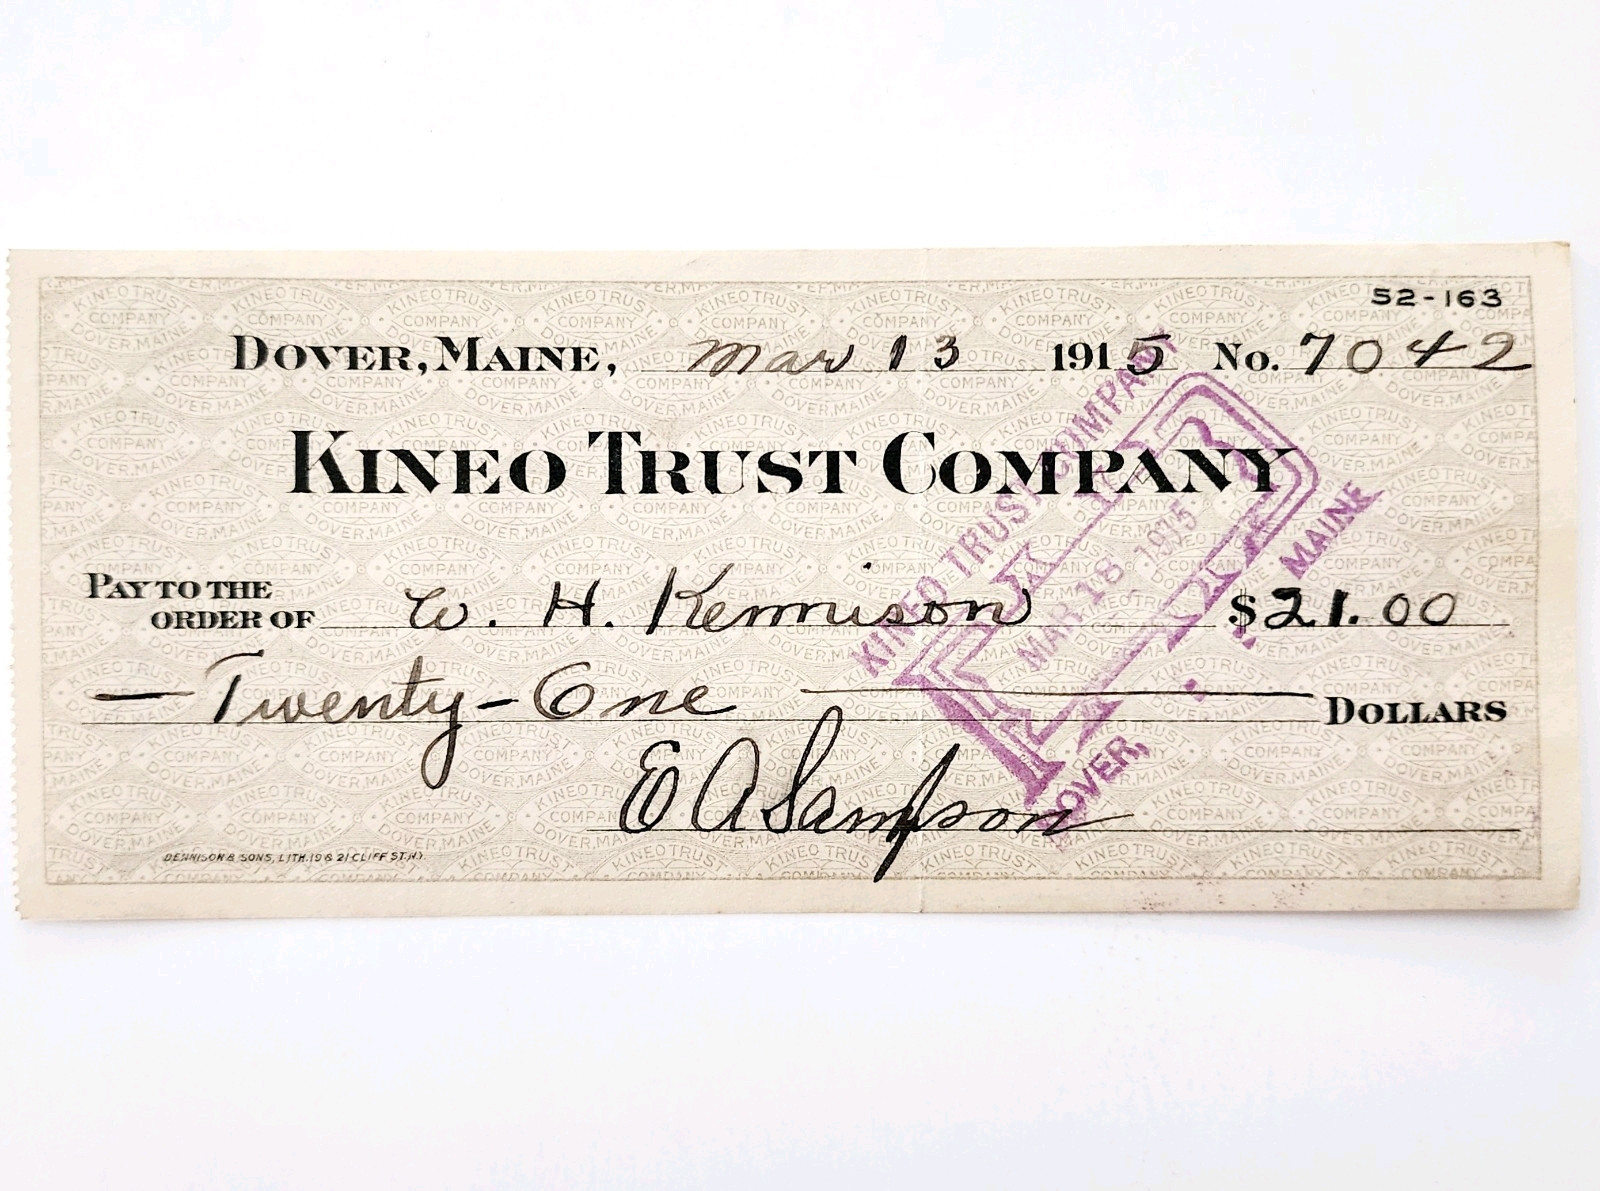 52-163
DOVER, MAINE, Mar 13 1915 No. 7042
KINEO TRUST COMPANY
PAY TO THE
ORDER OF W. H. Kennison $21.00
— Twenty-One — DOLLARS
E A Sampson
DENNISON & SONS, LITH. 19 & 21 CLIFF ST. N.Y.
KINEO TRUST COMPANY
PAID
MAR 18 1915
DOVER, MAINE